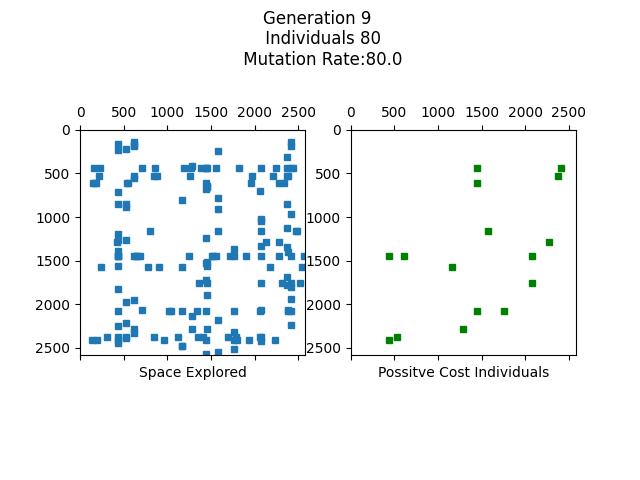 Generation 9
Individuals 80
Mutation Rate:80.0
0 500 1000 1500 2000 2500
0 500 1000 1500 2000 2500
0
500
1000
1500
2000
2500
0
500
1000
1500
2000
2500
Space Explored
Possitve Cost Individuals